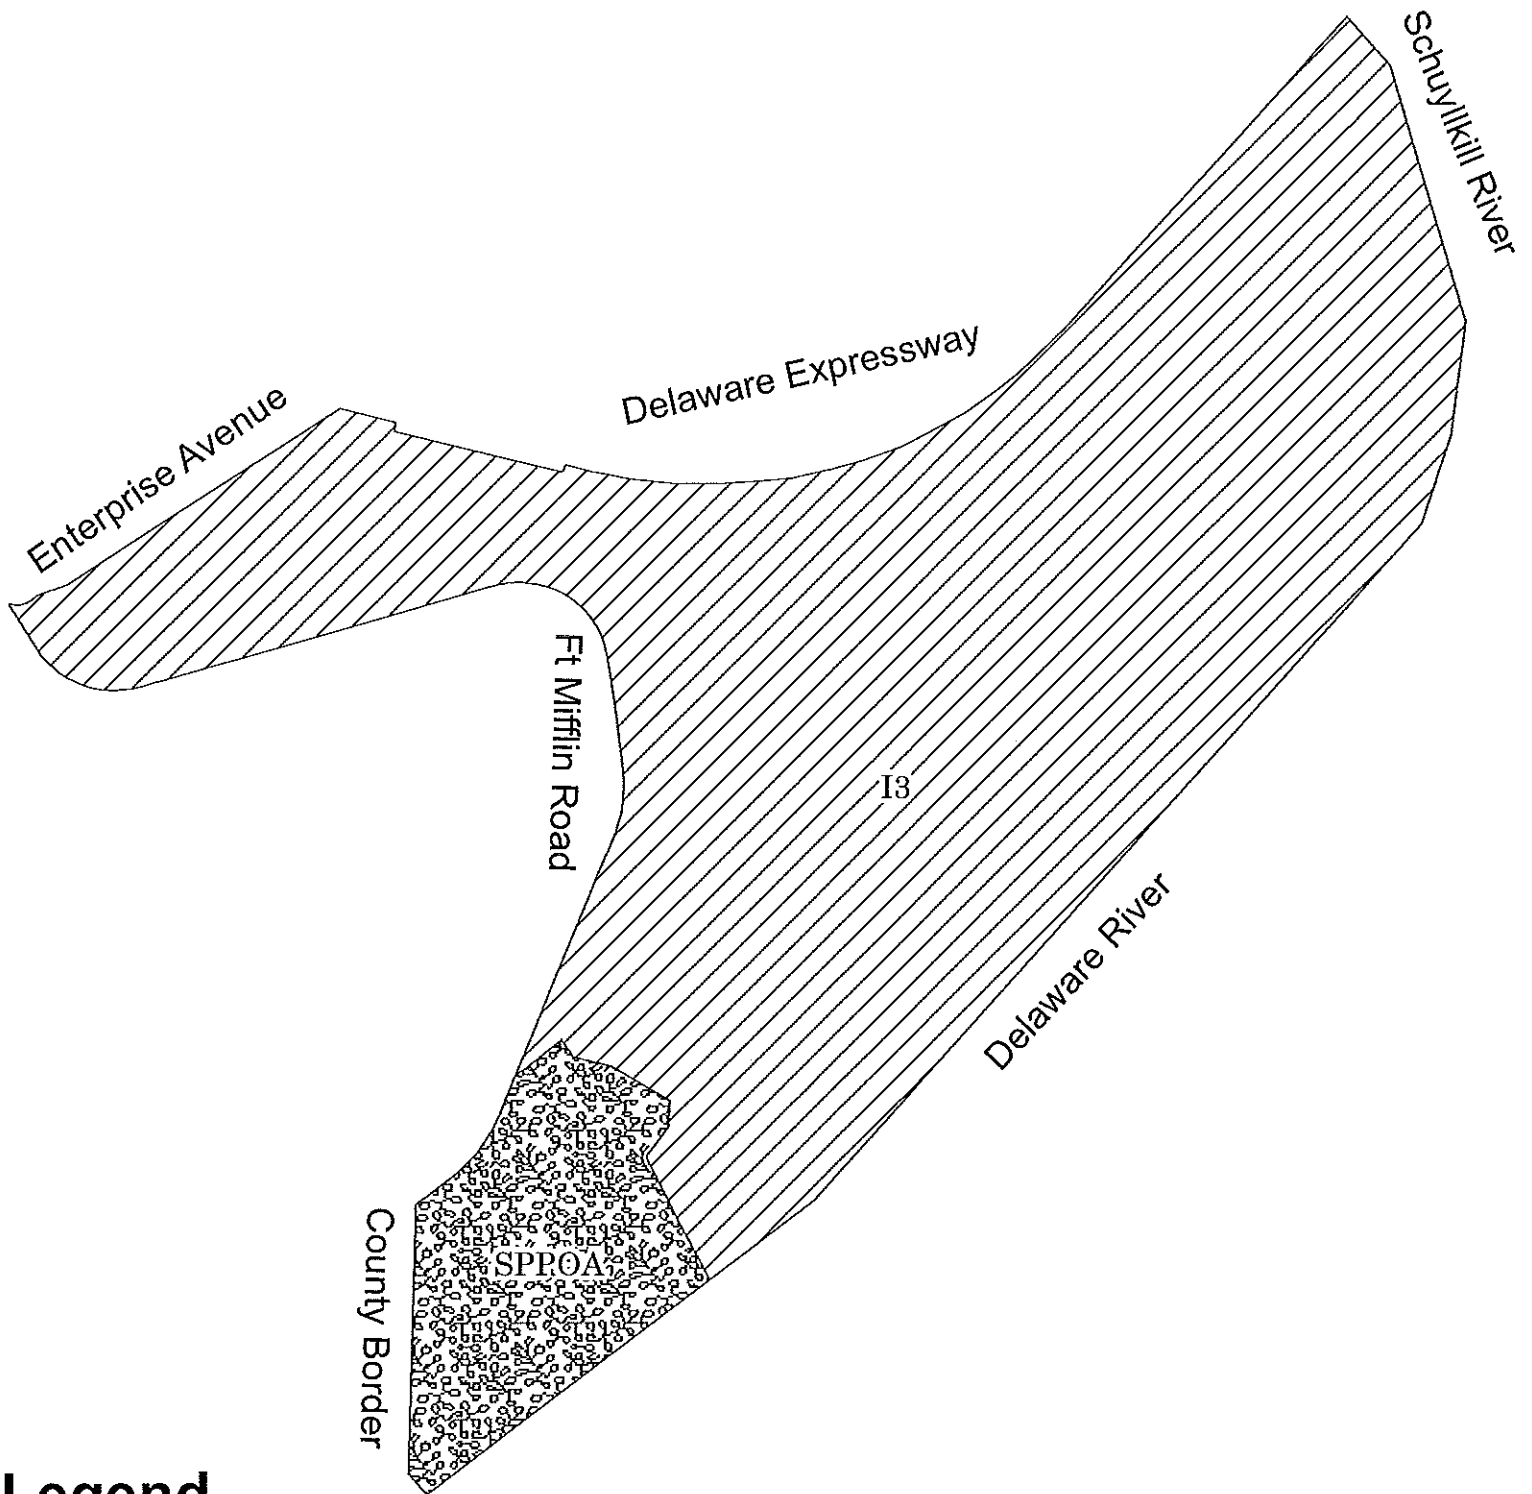 Schuylkill River
Delaware Expressway
Enterprise Avenue
Ft Mifflin Road
I3
Delaware River
SPPOA
County Border
Legend